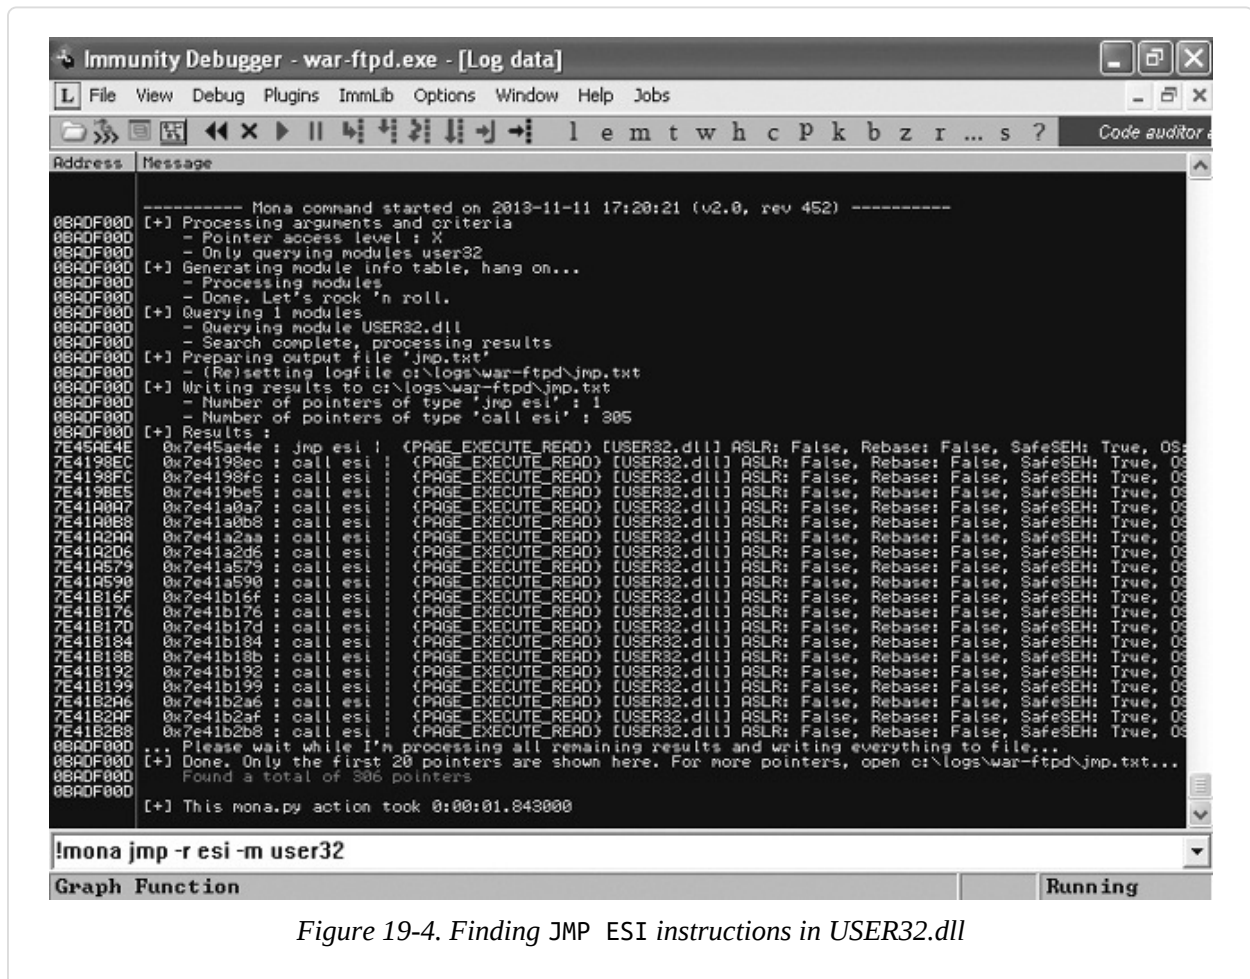 Immunity Debugger - war-ftpd.exe - [Log data]
L File View Debug Plugins ImmLib Options Window Help Jobs
l e m t w h c P k b z r ... s ? Code auditor a
Address Message
---------- Mona command started on 2013-11-11 17:20:21 (v2.0, rev 452) ----------
0BADF00D [+] Processing arguments and criteria
0BADF00D - Pointer access level : X
0BADF00D - Only querying modules user32
0BADF00D [+] Generating module info table, hang on...
0BADF00D - Processing modules
0BADF00D - Done. Let's rock 'n roll.
0BADF00D [+] Querying 1 modules
0BADF00D - Querying module USER32.dll
0BADF00D - Search complete, processing results
0BADF00D [+] Preparing output file 'jmp.txt'
0BADF00D - (Re)setting logfile c:\logs\war-ftpd\jmp.txt
0BADF00D [+] Writing results to c:\logs\war-ftpd\jmp.txt
0BADF00D - Number of pointers of type 'jmp esi' : 1
0BADF00D - Number of pointers of type 'call esi' : 305
0BADF00D [+] Results :
7E45AE4E 0x7e45ae4e : jmp esi | {PAGE_EXECUTE_READ} [USER32.dll] ASLR: False, Rebase: False, SafeSEH: True, OS:
7E4198EC 0x7e4198ec : call esi | {PAGE_EXECUTE_READ} [USER32.dll] ASLR: False, Rebase: False, SafeSEH: True, OS
7E4198FC 0x7e4198fc : call esi | {PAGE_EXECUTE_READ} [USER32.dll] ASLR: False, Rebase: False, SafeSEH: True, OS
7E419BE5 0x7e419be5 : call esi | {PAGE_EXECUTE_READ} [USER32.dll] ASLR: False, Rebase: False, SafeSEH: True, OS
7E41A0A7 0x7e41a0a7 : call esi | {PAGE_EXECUTE_READ} [USER32.dll] ASLR: False, Rebase: False, SafeSEH: True, OS
7E41A0B8 0x7e41a0b8 : call esi | {PAGE_EXECUTE_READ} [USER32.dll] ASLR: False, Rebase: False, SafeSEH: True, OS
7E41A2AA 0x7e41a2aa : call esi | {PAGE_EXECUTE_READ} [USER32.dll] ASLR: False, Rebase: False, SafeSEH: True, OS
7E41A2D6 0x7e41a2d6 : call esi | {PAGE_EXECUTE_READ} [USER32.dll] ASLR: False, Rebase: False, SafeSEH: True, OS
7E41A579 0x7e41a579 : call esi | {PAGE_EXECUTE_READ} [USER32.dll] ASLR: False, Rebase: False, SafeSEH: True, OS
7E41A590 0x7e41a590 : call esi | {PAGE_EXECUTE_READ} [USER32.dll] ASLR: False, Rebase: False, SafeSEH: True, OS
7E41B16F 0x7e41b16f : call esi | {PAGE_EXECUTE_READ} [USER32.dll] ASLR: False, Rebase: False, SafeSEH: True, OS
7E41B176 0x7e41b176 : call esi | {PAGE_EXECUTE_READ} [USER32.dll] ASLR: False, Rebase: False, SafeSEH: True, OS
7E41B17D 0x7e41b17d : call esi | {PAGE_EXECUTE_READ} [USER32.dll] ASLR: False, Rebase: False, SafeSEH: True, OS
7E41B184 0x7e41b184 : call esi | {PAGE_EXECUTE_READ} [USER32.dll] ASLR: False, Rebase: False, SafeSEH: True, OS
7E41B18B 0x7e41b18b : call esi | {PAGE_EXECUTE_READ} [USER32.dll] ASLR: False, Rebase: False, SafeSEH: True, OS
7E41B192 0x7e41b192 : call esi | {PAGE_EXECUTE_READ} [USER32.dll] ASLR: False, Rebase: False, SafeSEH: True, OS
7E41B199 0x7e41b199 : call esi | {PAGE_EXECUTE_READ} [USER32.dll] ASLR: False, Rebase: False, SafeSEH: True, OS
7E41B2A6 0x7e41b2a6 : call esi | {PAGE_EXECUTE_READ} [USER32.dll] ASLR: False, Rebase: False, SafeSEH: True, OS
7E41B2AF 0x7e41b2af : call esi | {PAGE_EXECUTE_READ} [USER32.dll] ASLR: False, Rebase: False, SafeSEH: True, OS
7E41B2B8 0x7e41b2b8 : call esi | {PAGE_EXECUTE_READ} [USER32.dll] ASLR: False, Rebase: False, SafeSEH: True, OS
0BADF00D ... Please wait while I'm processing all remaining results and writing everything to file...
0BADF00D [+] Done. Only the first 20 pointers are shown here. For more pointers, open c:\logs\war-ftpd\jmp.txt...
0BADF00D Found a total of 306 pointers
0BADF00D
[+] This mona.py action took 0:00:01.843000
!mona jmp -r esi -m user32
Graph Function Running
Figure 19-4. Finding JMP ESI instructions in USER32.dll